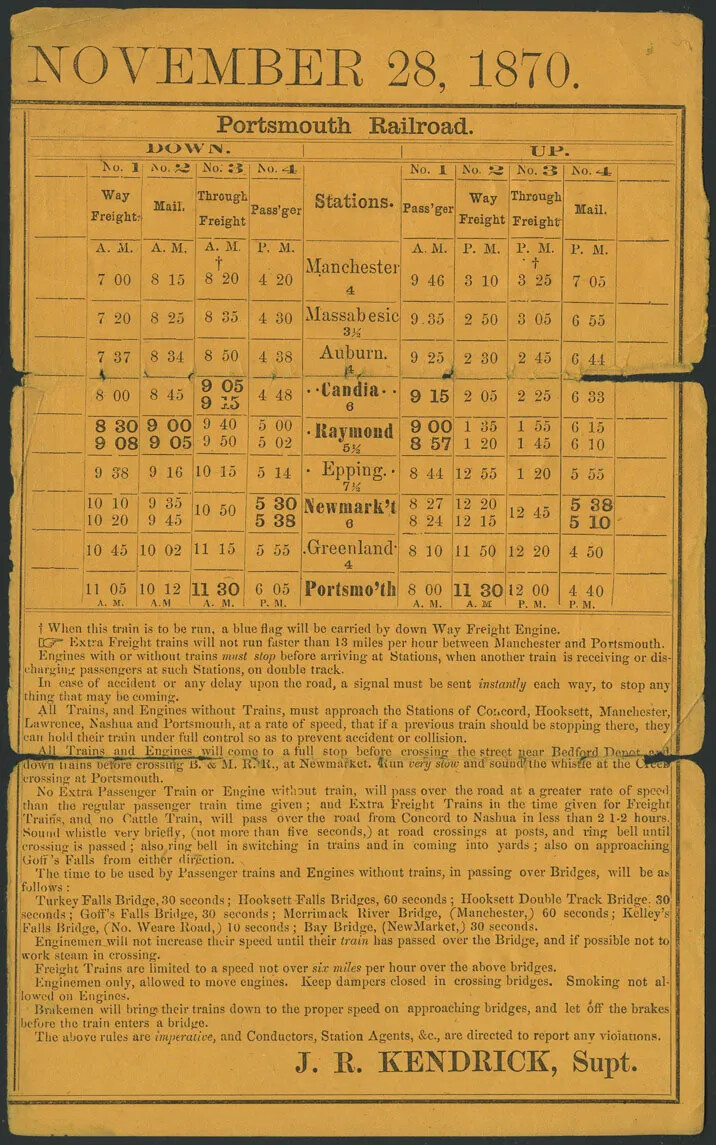 NOVEMBER 28, 1870.
Portsmouth Railroad.
DOWN. UP.
No. 1 No. 2 No. 3 No. 4 No. 1 No. 2 No. 3 No. 4
Way Freight. Mail. Through Freight Pass'ger Stations. Pass'ger Way Freight Through Freight Mail.
A. M. A. M. A. M. P. M. A. M. P. M. P. M. P. M.
† †
7 00 8 15 8 20 4 20 Manchester 9 46 3 10 3 25 7 05
4
7 20 8 25 8 35 4 30 Massabesic 9.35 2 50 3 05 6 55
3½
7 37 8 34 8 50 4 38 Auburn. 9 25 2 30 2 45 6 44
4
8 00 8 45 9 05 4 48 Candia 9 15 2 05 2 25 6 33
9 15
6
8 30 9 00 9 40 5 00 Raymond 9 00 1 35 1 55 6 15
9 08 9 05 9 50 5 02 8 57 1 20 1 45 6 10
5½
9 38 9 16 10 15 5 14 Epping. 8 44 12 55 1 20 5 55
7½
10 10 9 35 10 50 5 30 Newmark't 8 27 12 20 12 45 5 38
10 20 9 45 5 38 8 24 12 15 5 10
6
10 45 10 02 11 15 5 55 Greenland 8 10 11 50 12 20 4 50
4
11 05 10 12 11 30 6 05 Portsmo'th 8 00 11 30 12 00 4 40
A. M. A.M A. M. P. M. A. M. A. M P. M. P. M.
† When this train is to be run, a blue flag will be carried by down Way Freight Engine.
☞ Extra Freight trains will not run faster than 13 miles per hour between Manchester and Portsmouth.
Engines with or without trains must stop before arriving at Stations, when another train is receiving or dis-
charging passengers at such Stations, on double track.
In case of accident or any delay upon the road, a signal must be sent instantly each way, to stop any
thing that may be coming.
All Trains, and Engines without Trains, must approach the Stations of Concord, Hooksett, Manchester,
Lawrence, Nashua and Portsmouth, at a rate of speed, that if a previous train should be stopping there, they
can hold their train under full control so as to prevent accident or collision.
All Trains and Engines will come to a full stop before crossing the street near Bedford Depot, and
down trains before crossing B. & M. R. R., at Newmarket. Run very slow and sound the whistle at the Creek
crossing at Portsmouth.
No Extra Passenger Train or Engine without train, will pass over the road at a greater rate of speed
than the regular passenger train time given ; and Extra Freight Trains in the time given for Freight
Trains, and no Cattle Train, will pass over the road from Concord to Nashua in less than 2 1-2 hours.
Sound whistle very briefly, (not more than five seconds,) at road crossings at posts, and ring bell until
crossing is passed ; also ring bell in switching in trains and in coming into yards ; also on approaching
Goff's Falls from either direction.
The time to be used by Passenger trains and Engines without trains, in passing over Bridges, will be as
follows :
Turkey Falls Bridge, 30 seconds ; Hooksett Falls Bridges, 60 seconds ; Hooksett Double Track Bridge. 30
seconds ; Goff's Falls Bridge, 30 seconds ; Merrimack River Bridge, (Manchester,) 60 seconds ; Kelley's
Falls Bridge, (No. Weare Road,) 10 seconds ; Bay Bridge, (NewMarket,) 30 seconds.
Enginemen will not increase their speed until their train has passed over the Bridge, and if possible not to
work steam in crossing.
Freight Trains are limited to a speed not over six miles per hour over the above bridges.
Enginemen only, allowed to move engines. Keep dampers closed in crossing bridges. Smoking not al-
lowed on Engines.
Brakemen will bring their trains down to the proper speed on approaching bridges, and let off the brakes
before the train enters a bridge.
The above rules are imperative, and Conductors, Station Agents, &c., are directed to report any violations.
J. R. KENDRICK, Supt.